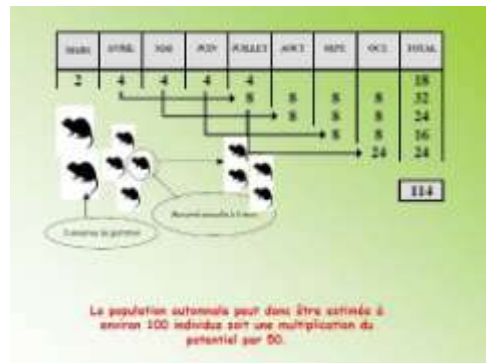 MARS AVRIL MAI JUIN JUILLET AOUT SEPT OCT TOTAL
2 4 4 4 4 18
8 8 8 8 32
8 8 8 24
8 8 16
24 24
114
La population automnale peut donc être estimée à
environ 100 individus soit une multiplication du
potentiel par 50.